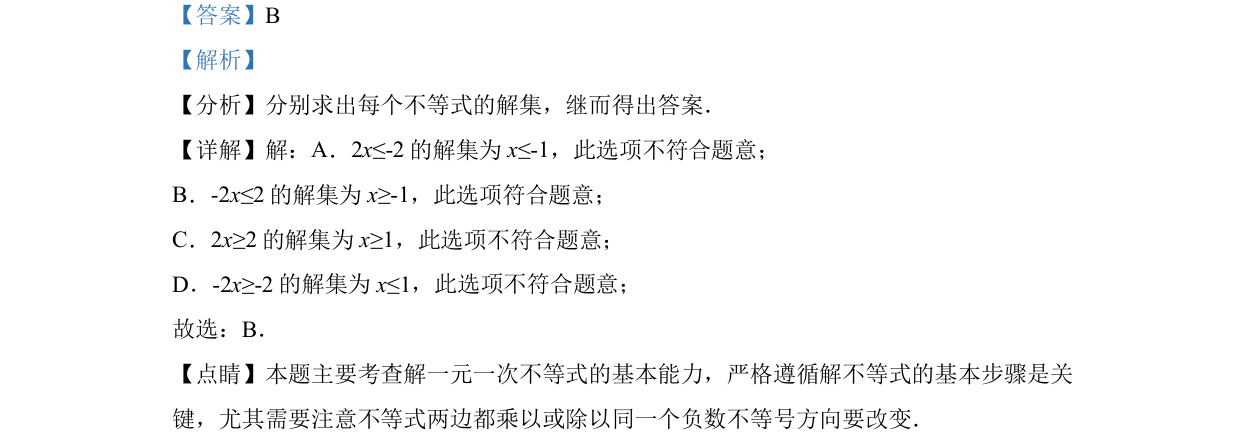 【答案】B
【解析】
【分析】分别求出每个不等式的解集，继而得出答案．
【详解】解：A．2x≤-2 的解集为 x≤-1，此选项不符合题意；
B．-2x≤2 的解集为 x≥-1，此选项符合题意；
C．2x≥2 的解集为 x≥1，此选项不符合题意；
D．-2x≥-2 的解集为 x≤1，此选项不符合题意；
故选：B．
【点睛】本题主要考查解一元一次不等式的基本能力，严格遵循解不等式的基本步骤是关
键，尤其需要注意不等式两边都乘以或除以同一个负数不等号方向要改变．